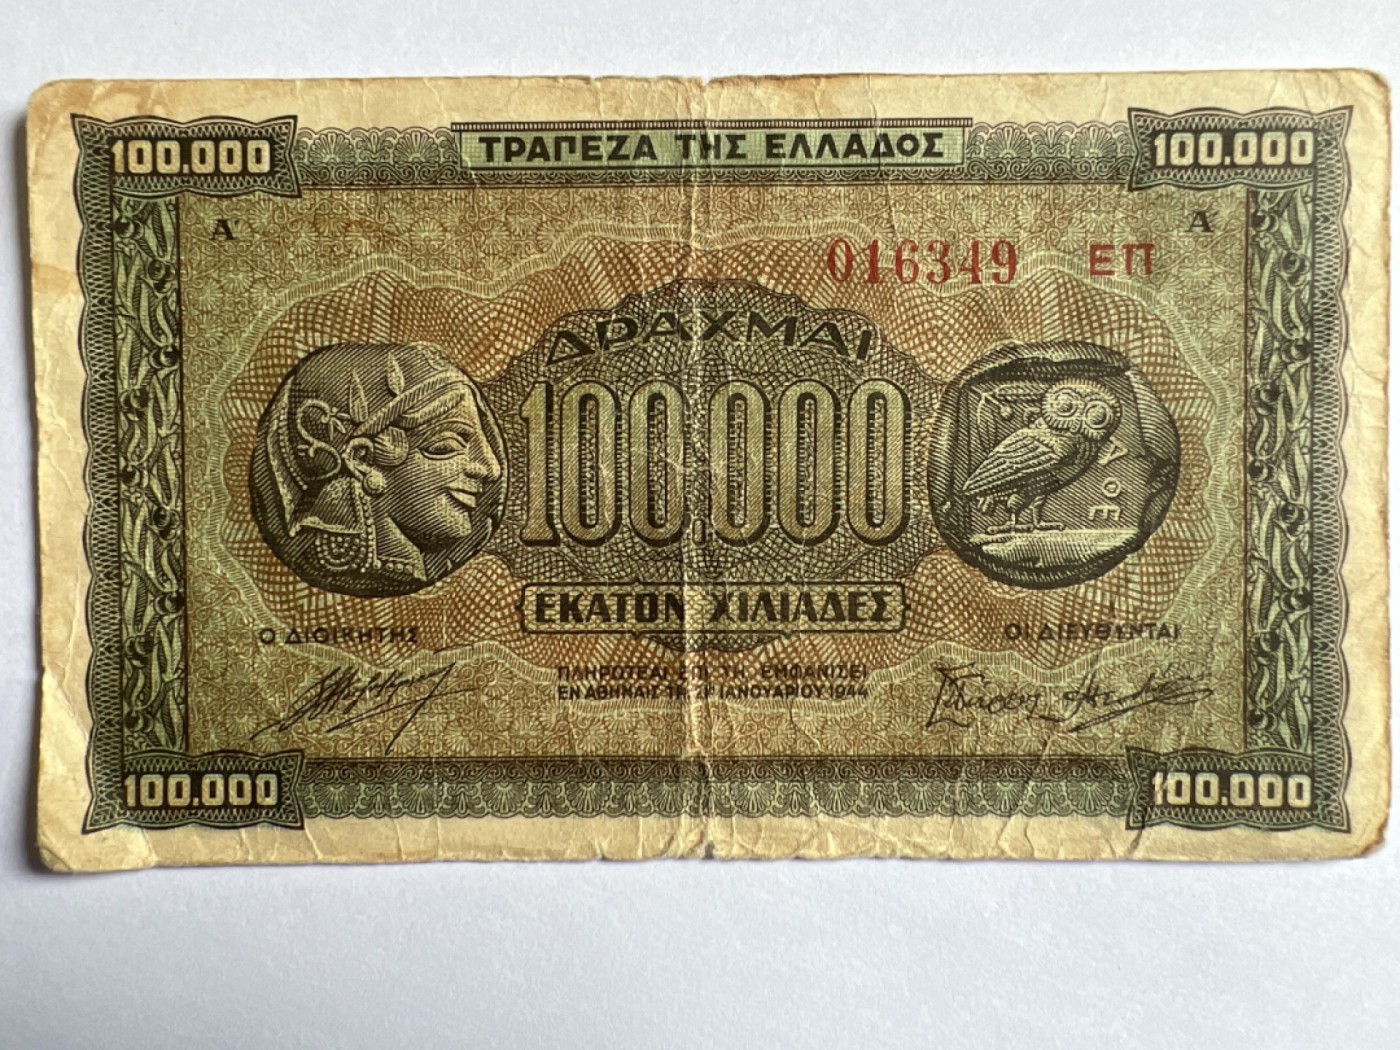 100.000 ΤΡΑΠΕΖΑ ΤΗΣ ΕΛΛΑΔΟΣ 100.000
Α' Α
016349 ΕΠ
ΔΡΑΧΜΑΙ
100.000
ΑΘΕ
ΕΚΑΤΟΝ ΧΙΛΙΑΔΕΣ
Ο ΔΙΟΙΚΗΤΗΣ ΟΙ ΔΙΕΥΘΥΝΤΑΙ
ΠΛΗΡΩΤΕΑΙ ΕΠΙ ΤΗ ΕΜΦΑΝΙΣΕΙ
ΕΝ ΑΘΗΝΑΙΣ ΤΗ 21 ΙΑΝΟΥΑΡΙΟΥ 1944
100.000 100.000